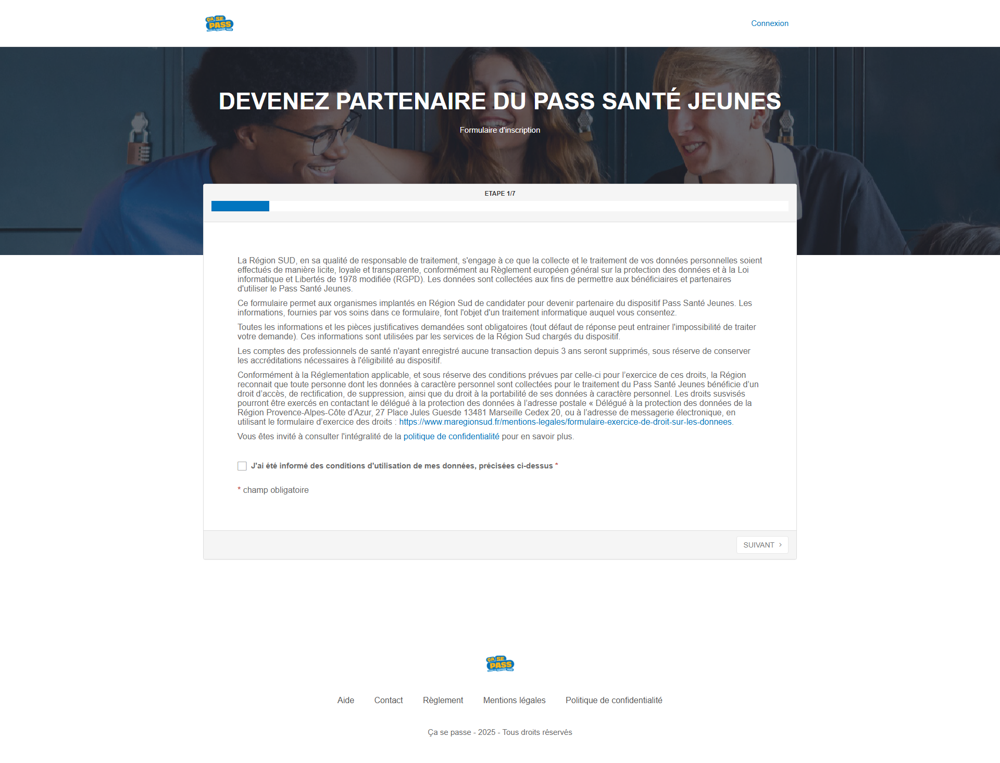 ÇA SE
PASS
Connexion
DEVENEZ PARTENAIRE DU PASS SANTÉ JEUNES
Formulaire d'inscription
ETAPE 1/7
La Région SUD, en sa qualité de responsable de traitement, s'engage à ce que la collecte et le traitement de vos données personnelles soient
effectués de manière licite, loyale et transparente, conformément au Règlement européen général sur la protection des données et à la Loi
informatique et Libertés de 1978 modifiée (RGPD). Les données sont collectées aux fins de permettre aux bénéficiaires et partenaires
d'utiliser le Pass Santé Jeunes.
Ce formulaire permet aux organismes implantés en Région Sud de candidater pour devenir partenaire du dispositif Pass Santé Jeunes. Les
informations, fournies par vos soins dans ce formulaire, font l'objet d'un traitement informatique auquel vous consentez.
Toutes les informations et les pièces justificatives demandées sont obligatoires (tout défaut de réponse peut entrainer l'impossibilité de traiter
votre demande). Ces informations sont utilisées par les services de la Région Sud chargés du dispositif.
Les comptes des professionnels de santé n'ayant enregistré aucune transaction depuis 3 ans seront supprimés, sous réserve de conserver
les accréditations nécessaires à l'éligibilité au dispositif.
Conformément à la Réglementation applicable, et sous réserve des conditions prévues par celle-ci pour l’exercice de ces droits, la Région
reconnait que toute personne dont les données à caractère personnel sont collectées pour le traitement du Pass Santé Jeunes bénéficie d’un
droit d’accès, de rectification, de suppression, ainsi que du droit à la portabilité de ses données à caractère personnel. Les droits susvisés
pourront être exercés en contactant le délégué à la protection des données à l’adresse postale « Délégué à la protection des données de la
Région Provence-Alpes-Côte d’Azur, 27 Place Jules Guesde 13481 Marseille Cedex 20, ou à l’adresse de messagerie électronique, en
utilisant le formulaire d’exercice des droits : https://www.maregionsud.fr/mentions-legales/formulaire-exercice-de-droit-sur-les-donnees.
Vous êtes invité à consulter l'intégralité de la politique de confidentialité pour en savoir plus.
J'ai été informé des conditions d'utilisation de mes données, précisées ci-dessus *
* champ obligatoire
SUIVANT
ÇA SE
PASS
Aide Contact Règlement Mentions légales Politique de confidentialité
Ça se passe - 2025 - Tous droits réservés